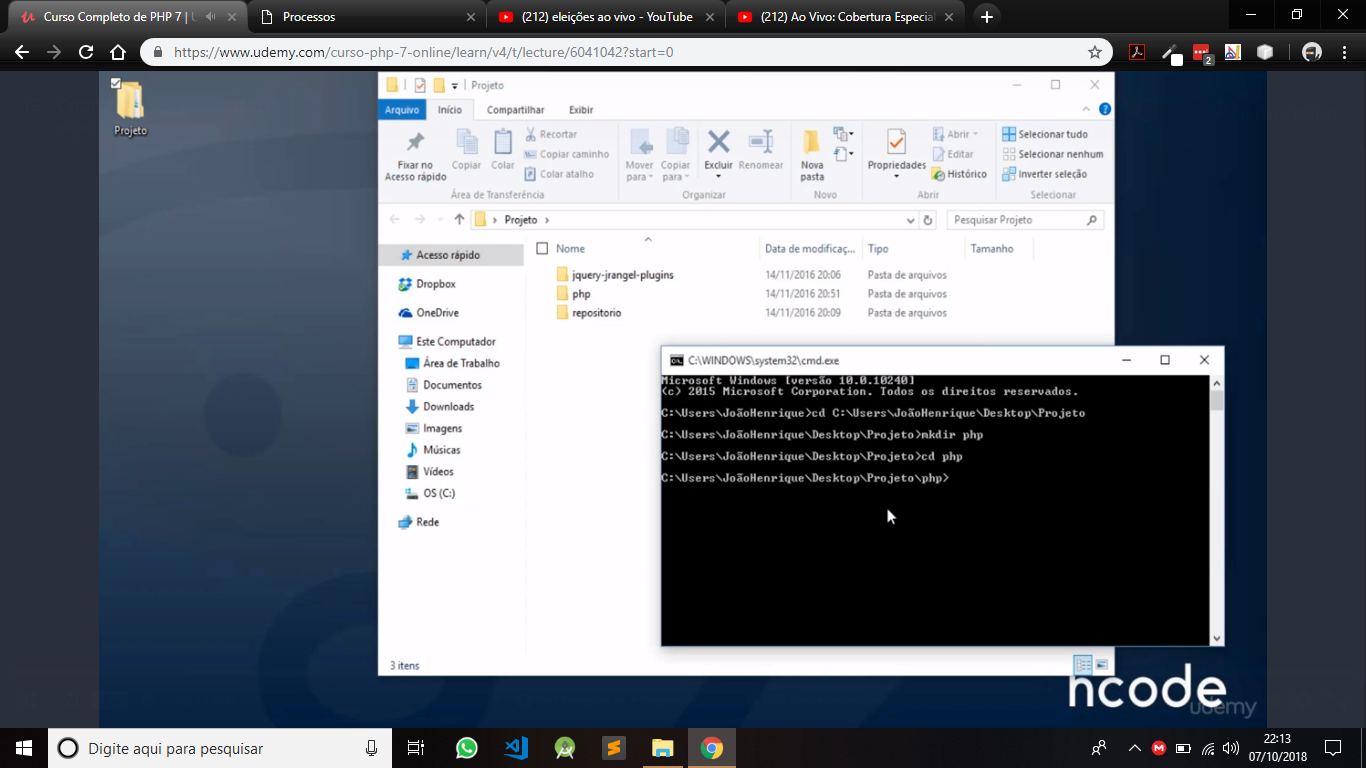 Curso Completo de PHP 7 | U
Processos
(212) eleições ao vivo - YouTube
(212) Ao Vivo: Cobertura Especial
https://www.udemy.com/curso-php-7-online/learn/v4/t/lecture/6041042?start=0
2
Projeto
Projeto
Arquivo Início Compartilhar Exibir
Fixar no Acesso rápido
Copiar
Colar
Recortar
Copiar caminho
Colar atalho
Área de Transferência
Mover para
Copiar para
Excluir
Renomear
Organizar
Nova pasta
Novo
Propriedades
Abrir
Editar
Histórico
Abrir
Selecionar tudo
Selecionar nenhum
Inverter seleção
Selecionar
Projeto
Pesquisar Projeto
Nome Data de modificaç... Tipo Tamanho
jquery-jrangel-plugins 14/11/2016 20:06 Pasta de arquivos
php 14/11/2016 20:51 Pasta de arquivos
repositorio 14/11/2016 20:09 Pasta de arquivos
Acesso rápido
Dropbox
OneDrive
Este Computador
Área de Trabalho
Documentos
Downloads
Imagens
Músicas
Vídeos
OS (C:)
Rede
3 itens
C:\WINDOWS\system32\cmd.exe
Microsoft Windows [versão 10.0.10240]
(c) 2015 Microsoft Corporation. Todos os direitos reservados.
C:\Users\JoãoHenrique>cd C:\Users\JoãoHenrique\Desktop\Projeto
C:\Users\JoãoHenrique\Desktop\Projeto>mkdir php
C:\Users\JoãoHenrique\Desktop\Projeto>cd php
C:\Users\JoãoHenrique\Desktop\Projeto\php>
hcode
udemy
Digite aqui para pesquisar
22:13
07/10/2018